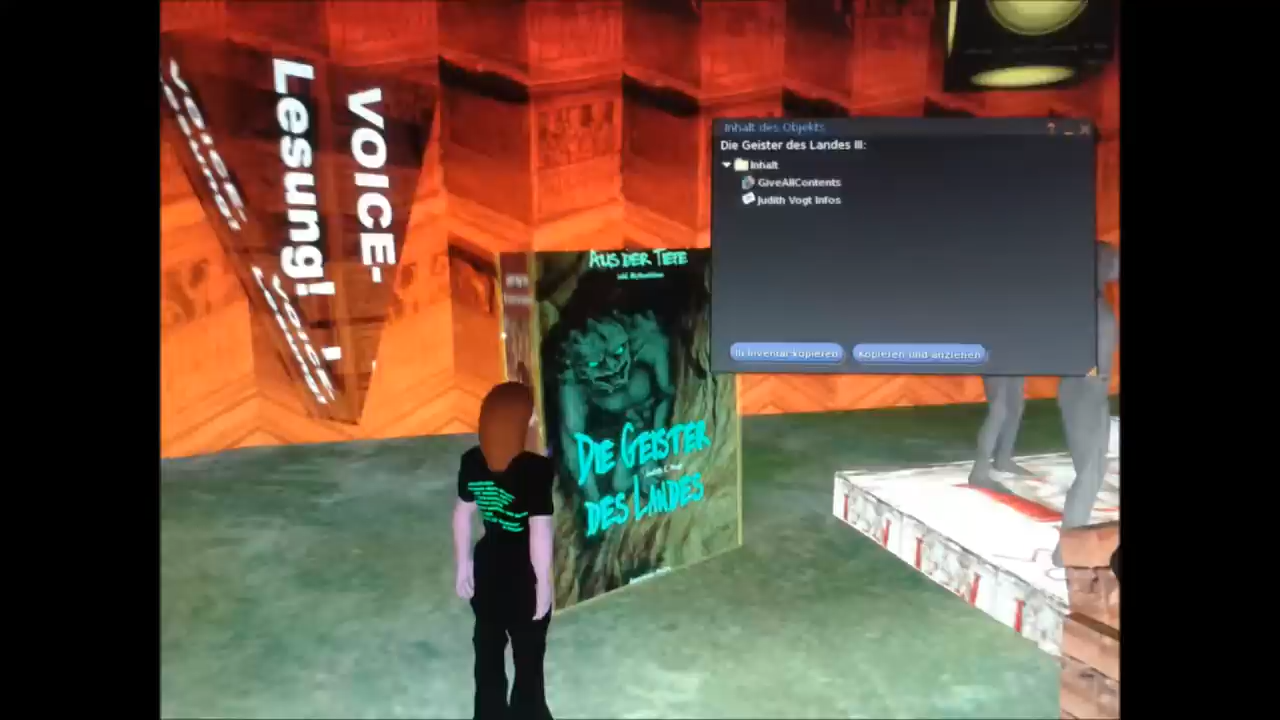 VOICE-
Lesung!
Inhalt des Objekts
Die Geister des Landes III:
Inhalt
GiveAllContents
Judith Vogt Infos
In Inventar kopieren
Kopieren und anziehen
AUS DER TIEFE
DIE GEISTER
DES LANDES